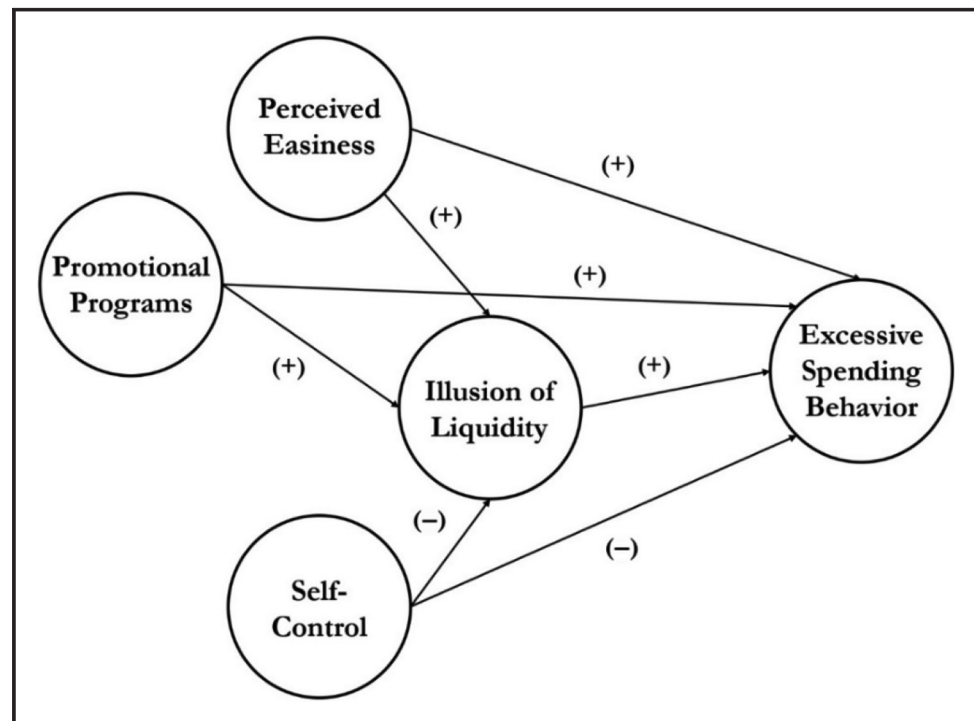 Perceived
Easiness
(+)
(+)
Promotional
Programs
(+)
(+)
Excessive
Spending
Behavior
(+)
Illusion of
Liquidity
(–)
(–)
Self-
Control